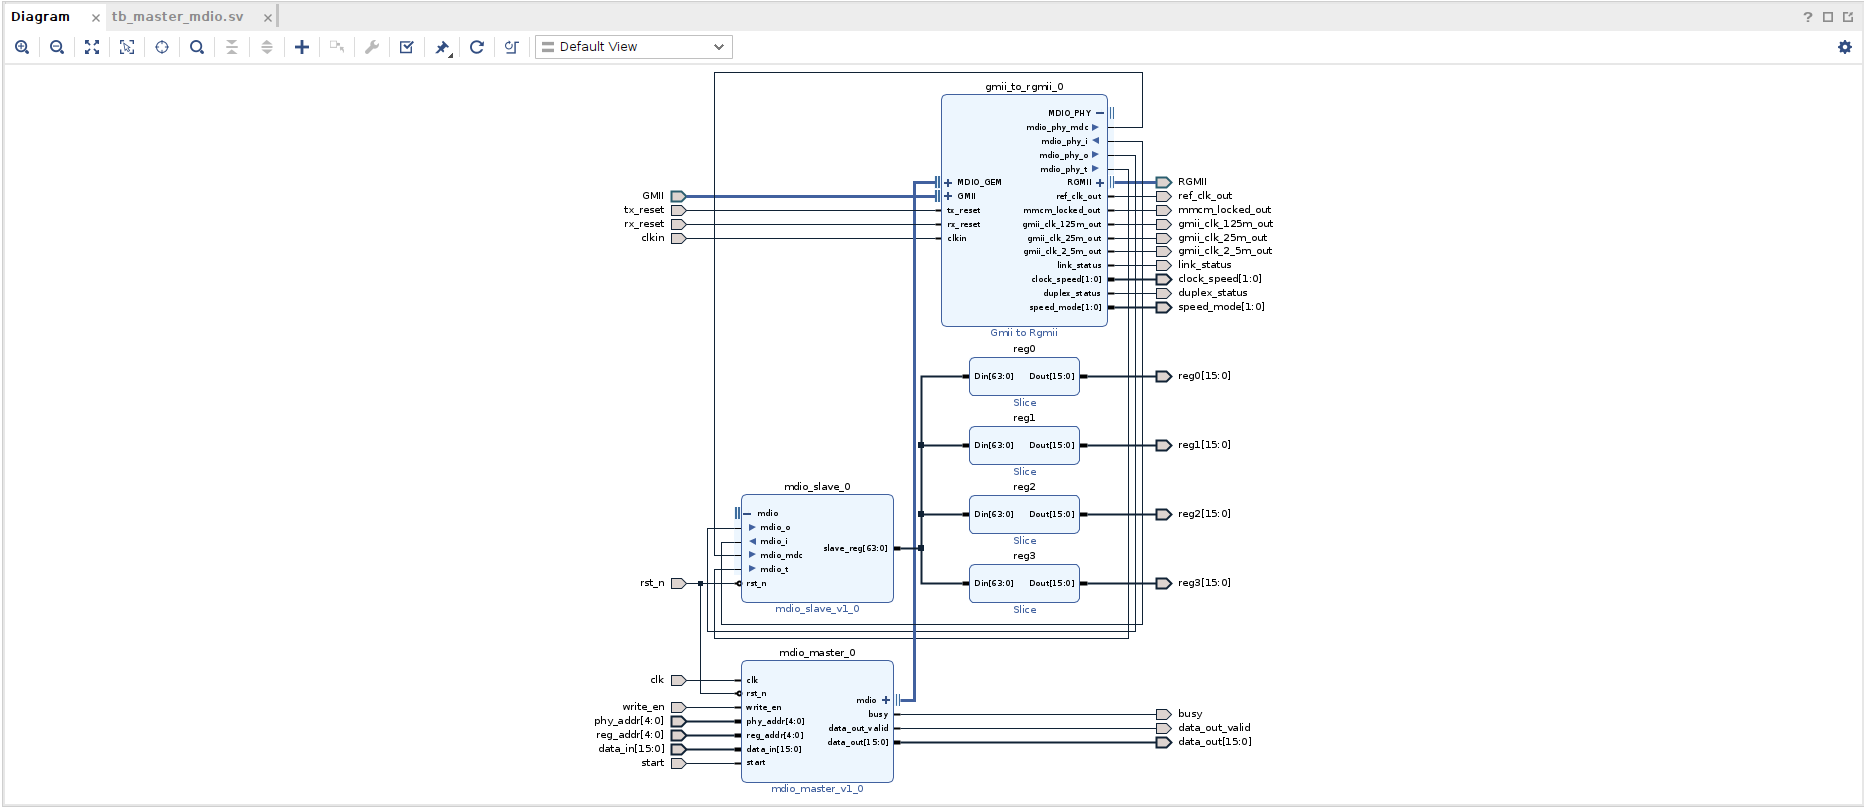 Diagram
tb_master_mdio.sv
?
Default View
gmii_to_rgmii_0
MDIO_PHY
mdio_phy_mdc
mdio_phy_i
mdio_phy_o
mdio_phy_t
MDIO_GEM RGMII
GMII ref_clk_out
tx_reset mmcm_locked_out
rx_reset gmii_clk_125m_out
clkin gmii_clk_25m_out
gmii_clk_2_5m_out
link_status
clock_speed[1:0]
duplex_status
speed_mode[1:0]
Gmii to Rgmii
GMII
tx_reset
rx_reset
clkin
RGMII
ref_clk_out
mmcm_locked_out
gmii_clk_125m_out
gmii_clk_25m_out
gmii_clk_2_5m_out
link_status
clock_speed[1:0]
duplex_status
speed_mode[1:0]
reg0
Din[63:0] Dout[15:0]
Slice
reg0[15:0]
reg1
Din[63:0] Dout[15:0]
Slice
reg1[15:0]
reg2
Din[63:0] Dout[15:0]
Slice
reg2[15:0]
reg3
Din[63:0] Dout[15:0]
Slice
reg3[15:0]
mdio_slave_0
mdio
mdio_o
mdio_i
mdio_mdc
mdio_t
rst_n
slave_reg[63:0]
mdio_slave_v1_0
rst_n
mdio_master_0
clk
rst_n
write_en
phy_addr[4:0]
reg_addr[4:0]
data_in[15:0]
start
mdio
busy
data_out_valid
data_out[15:0]
mdio_master_v1_0
clk
write_en
phy_addr[4:0]
reg_addr[4:0]
data_in[15:0]
start
busy
data_out_valid
data_out[15:0]